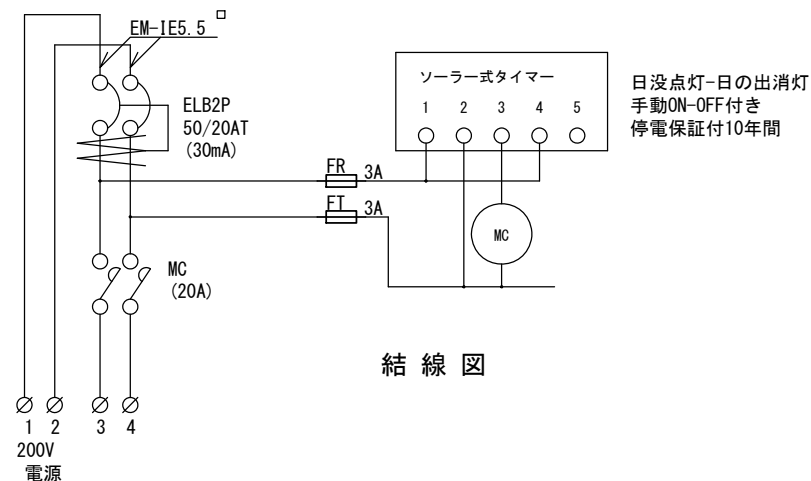 EM-IE5.5□
ELB2P
50/20AT
(30mA)
ソーラー式タイマー
1 2 3 4 5
日没点灯-日の出消灯
手動ON-OFF付き
停電保証付10年間
FR 3A
FT 3A
MC
MC
(20A)
結線図
1 2 3 4
200V
電源